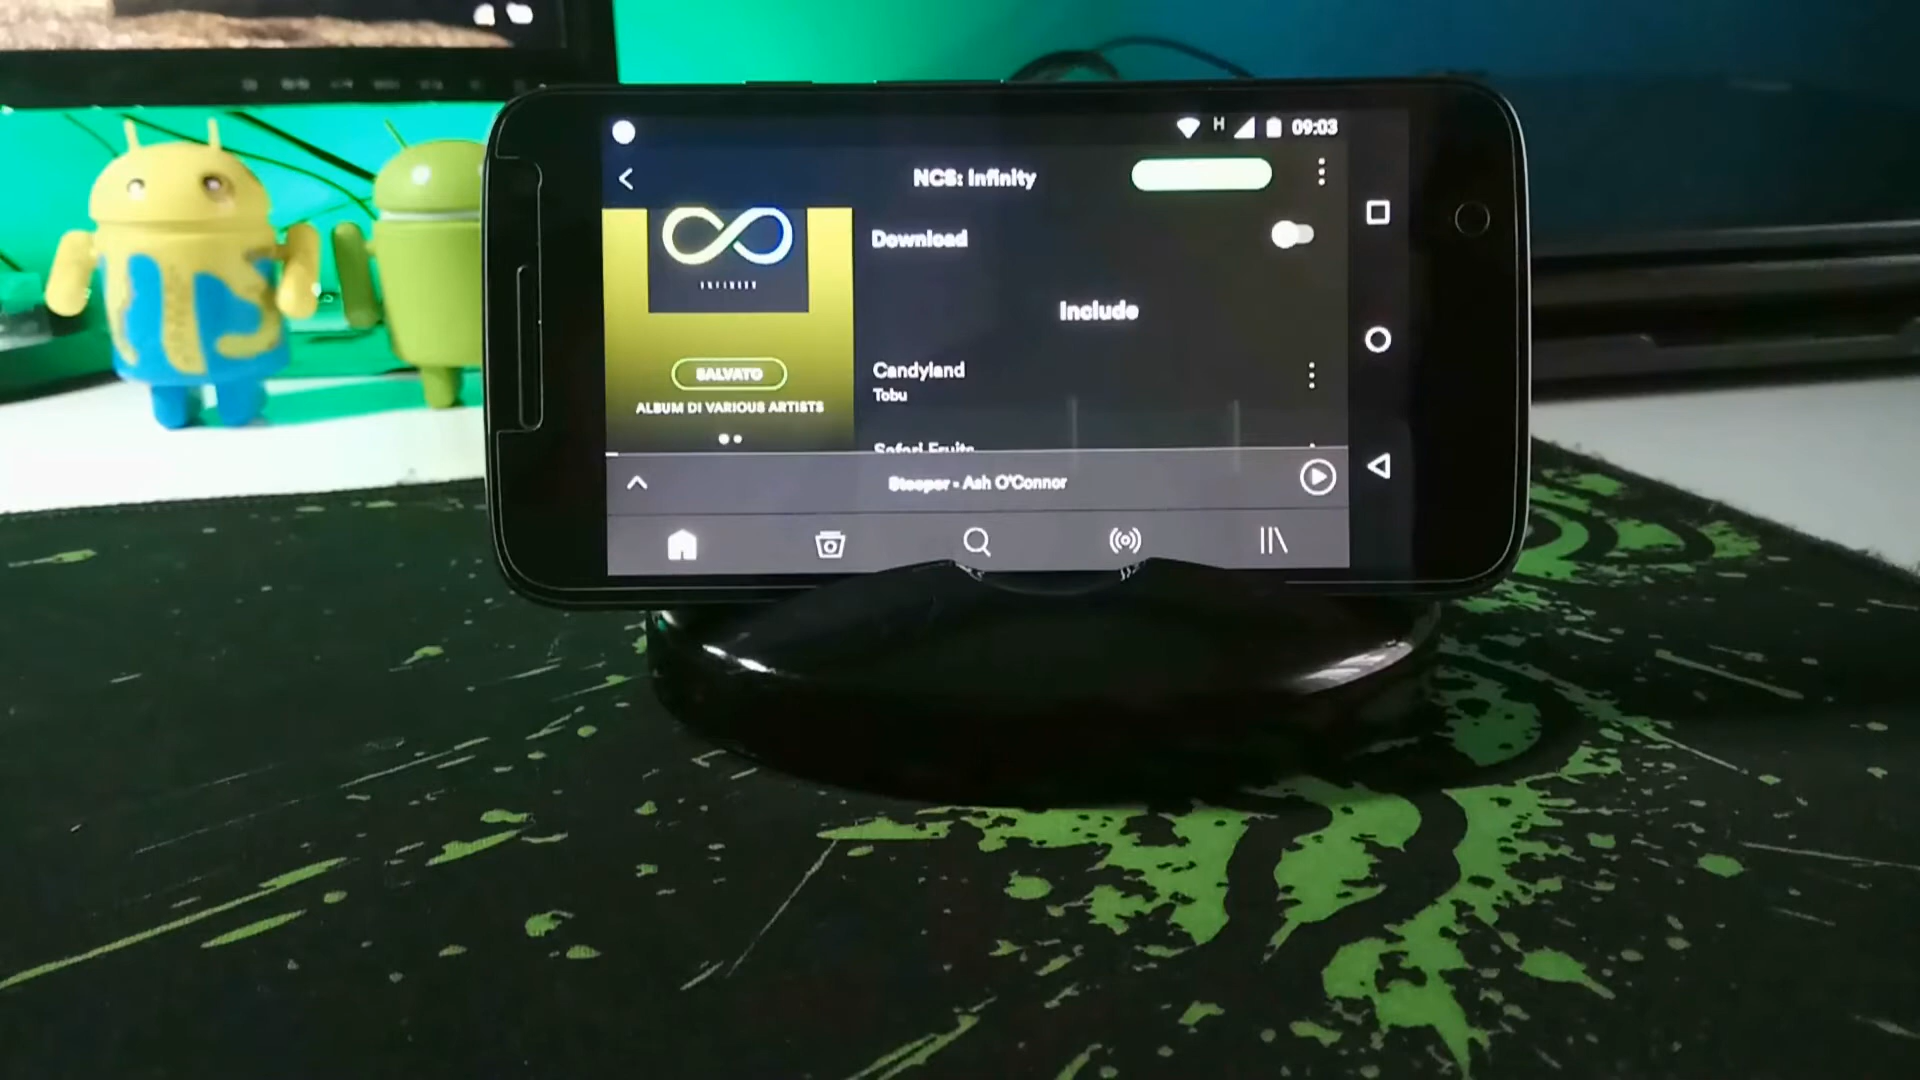 H 09:03
NCS: Infinity
Download
INFINITY
Include
SALVATO
Candyland
Tobu
ALBUM DI VARIOUS ARTISTS
Safari Fruits
Steeper - Ash O'Connor